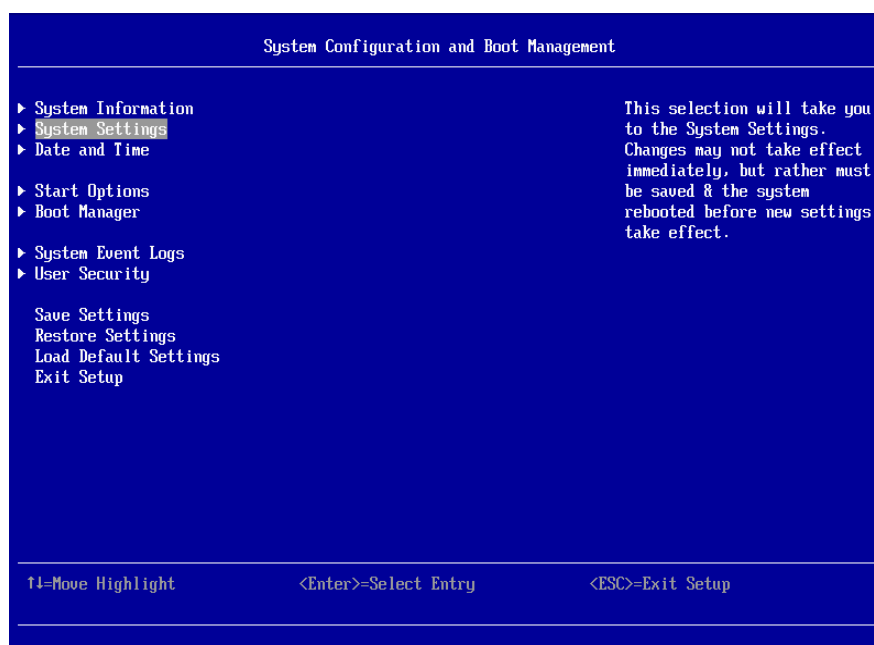 System Configuration and Boot Management
System Information
System Settings
Date and Time
Start Options
Boot Manager
System Event Logs
User Security
Save Settings
Restore Settings
Load Default Settings
Exit Setup
This selection will take you
to the System Settings.
Changes may not take effect
immediately, but rather must
be saved & the system
rebooted before new settings
take effect.
↑↓=Move Highlight <Enter>=Select Entry <ESC>=Exit Setup